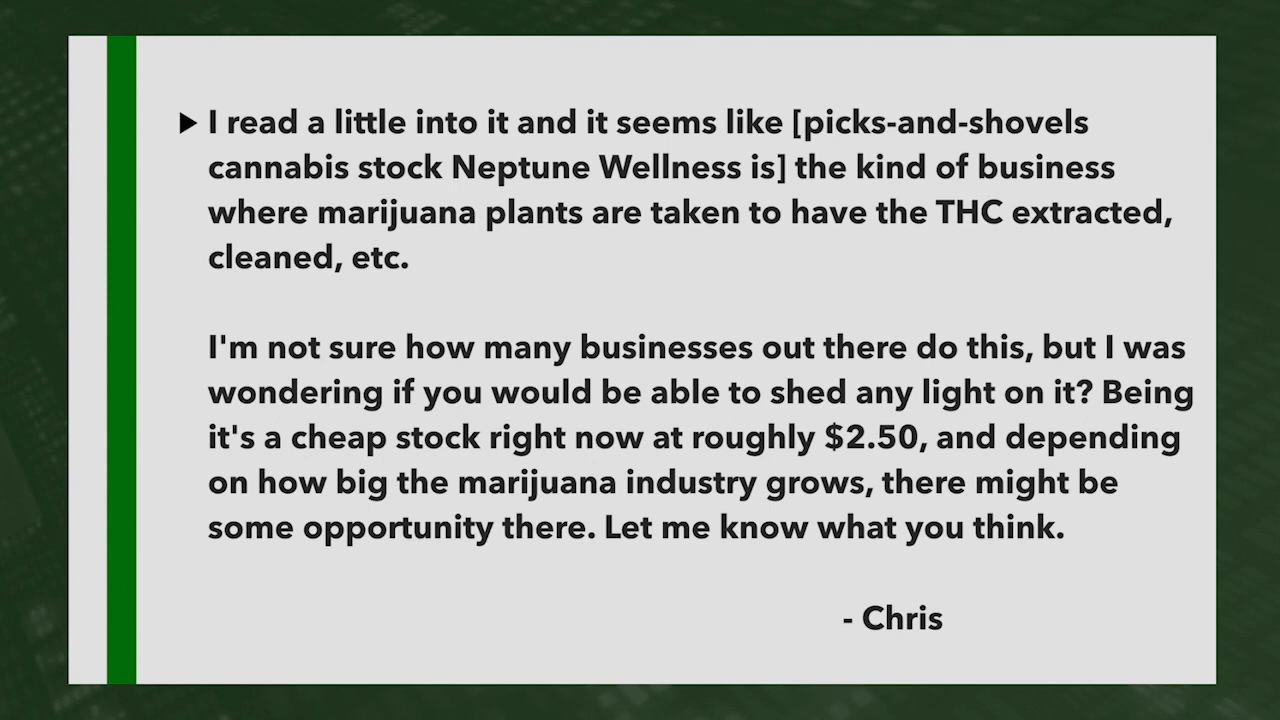 ▶ I read a little into it and it seems like [picks-and-shovels
cannabis stock Neptune Wellness is] the kind of business
where marijuana plants are taken to have the THC extracted,
cleaned, etc.
I'm not sure how many businesses out there do this, but I was
wondering if you would be able to shed any light on it? Being
it's a cheap stock right now at roughly $2.50, and depending
on how big the marijuana industry grows, there might be
some opportunity there. Let me know what you think.
- Chris